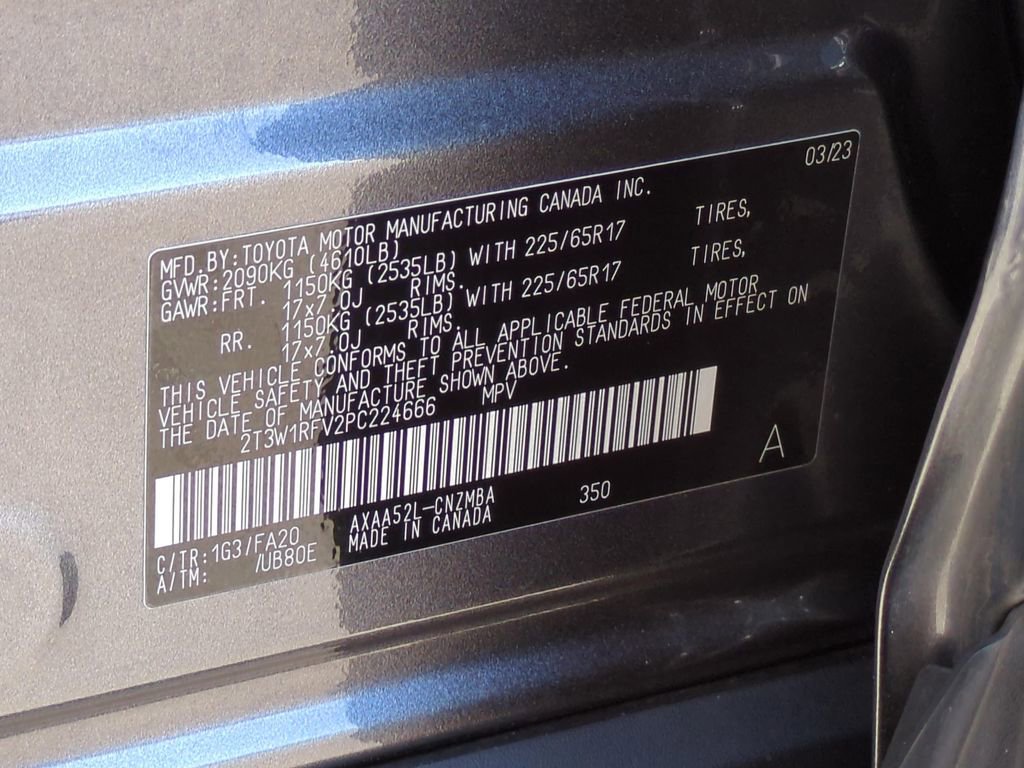 03/23
MFD.BY:TOYOTA MOTOR MANUFACTURING CANADA INC.
GVWR:2090KG (4610LB)
GAWR:FRT. 1150KG (2535LB) WITH 225/65R17 TIRES,
17x7.0J RIMS.
RR. 1150KG (2535LB) WITH 225/65R17 TIRES,
17x7.0J RIMS.
THIS VEHICLE CONFORMS TO ALL APPLICABLE FEDERAL MOTOR
VEHICLE SAFETY AND THEFT PREVENTION STANDARDS IN EFFECT ON
THE DATE OF MANUFACTURE SHOWN ABOVE.
2T3W1RFV2PC224666 MPV
A
AXAA52L-CNZMBA 350
C/TR:1G3/FA20 MADE IN CANADA
A/TM: /UB80E